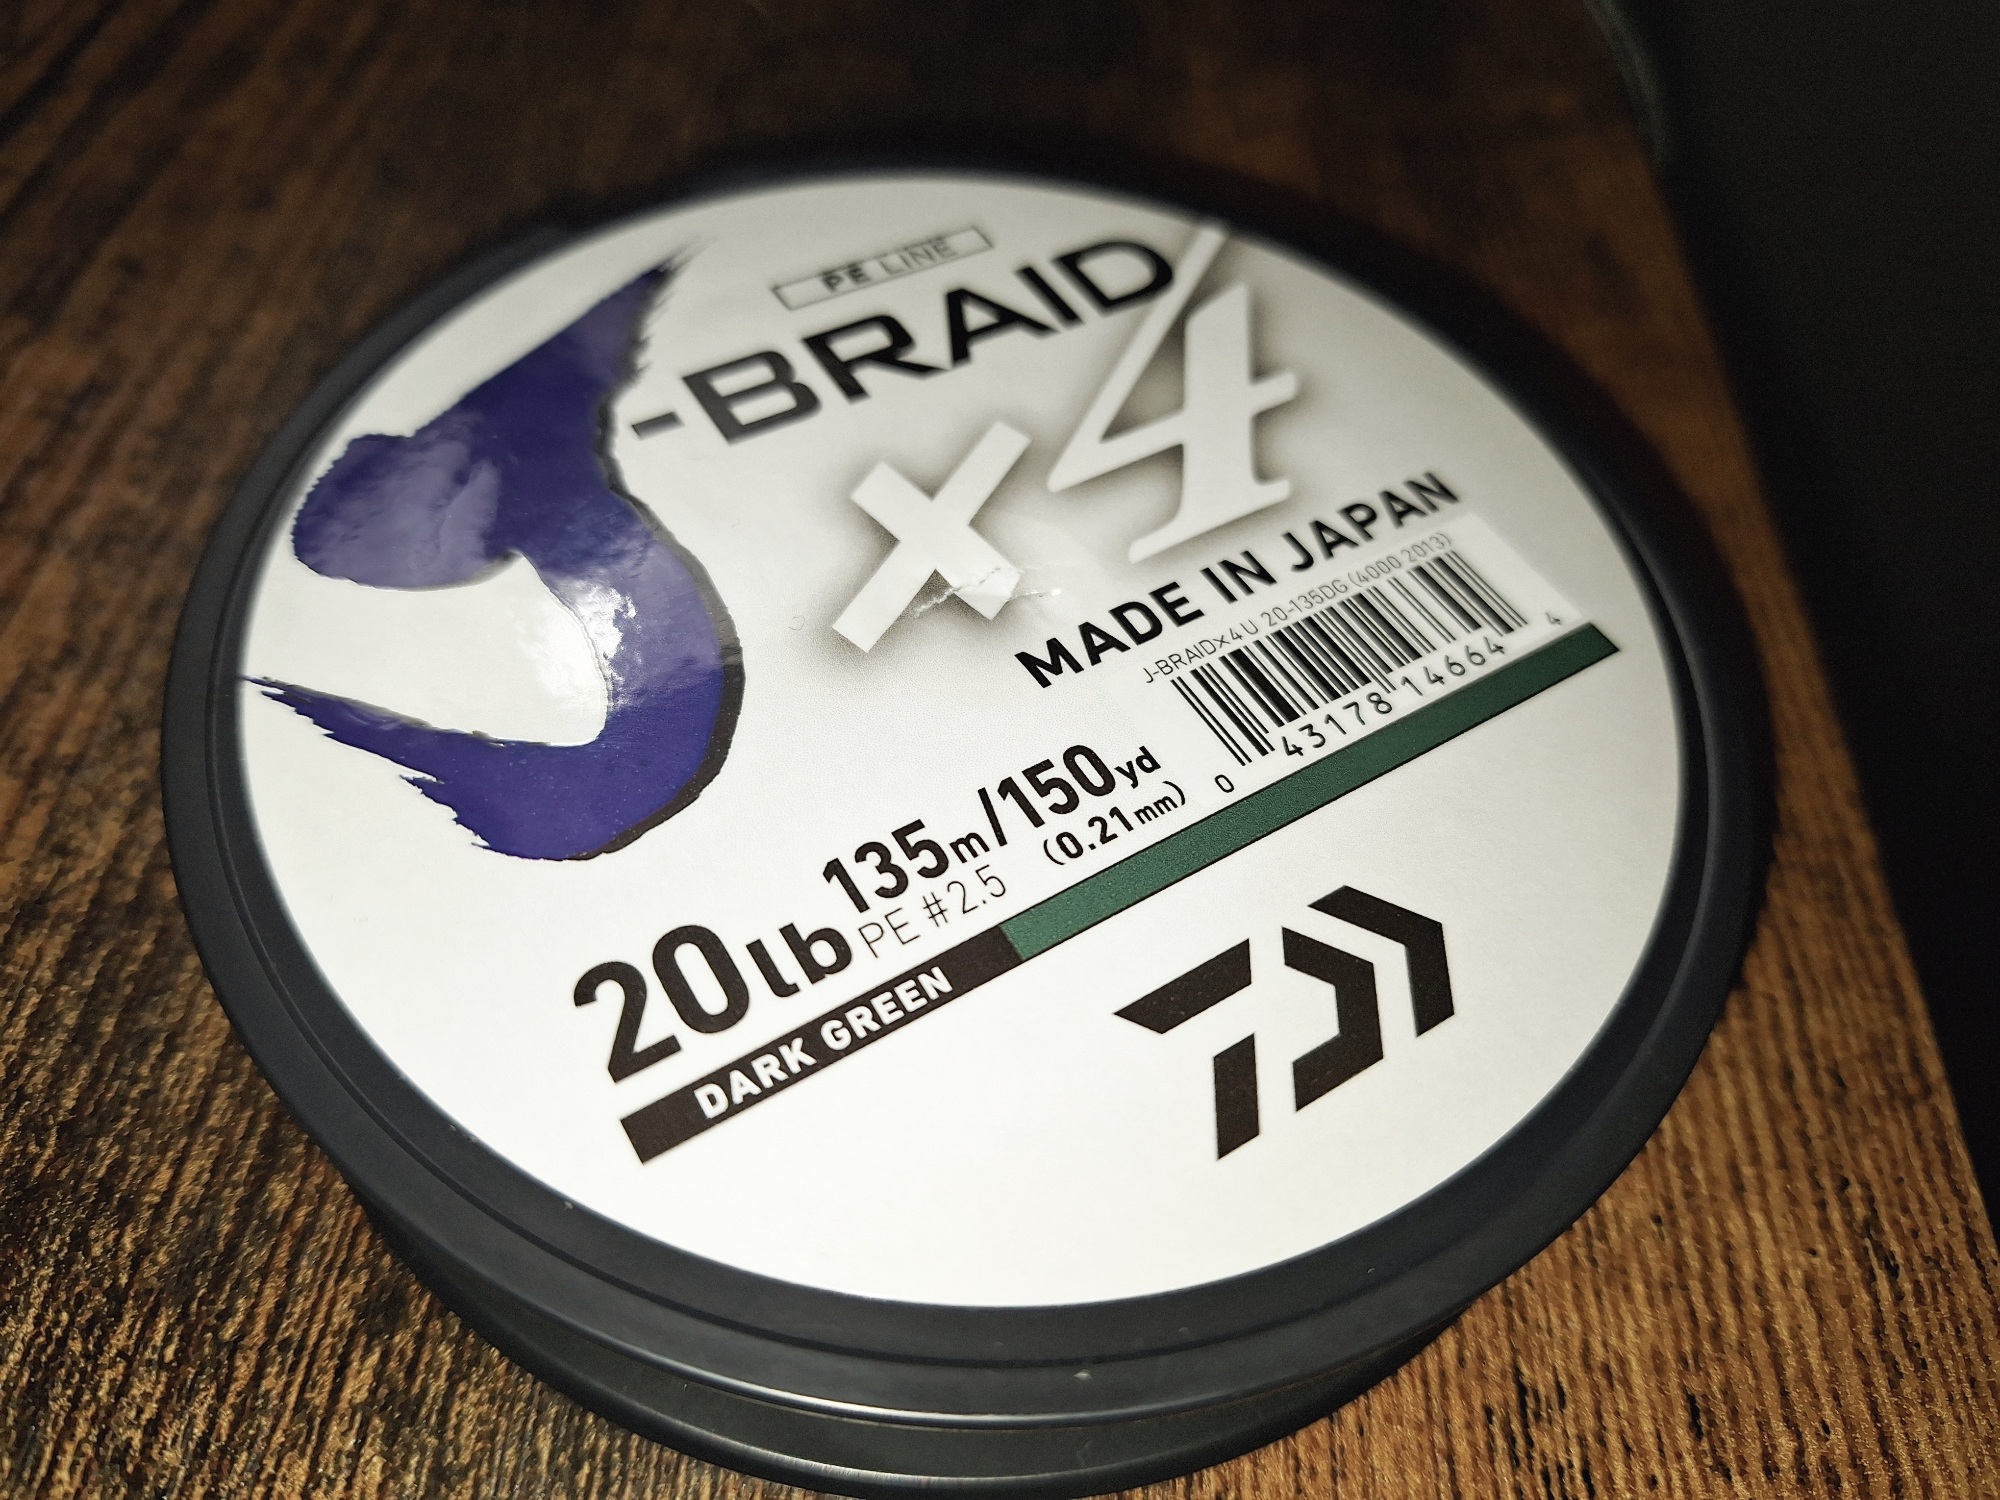 PE LINE
J-BRAID
x4
MADE IN JAPAN
J-BRAIDx4U 20-135DG (4000 2013)
0 43178 14664 4
135m/150yd
20lb PE #2.5 (0.21mm)
DARK GREEN